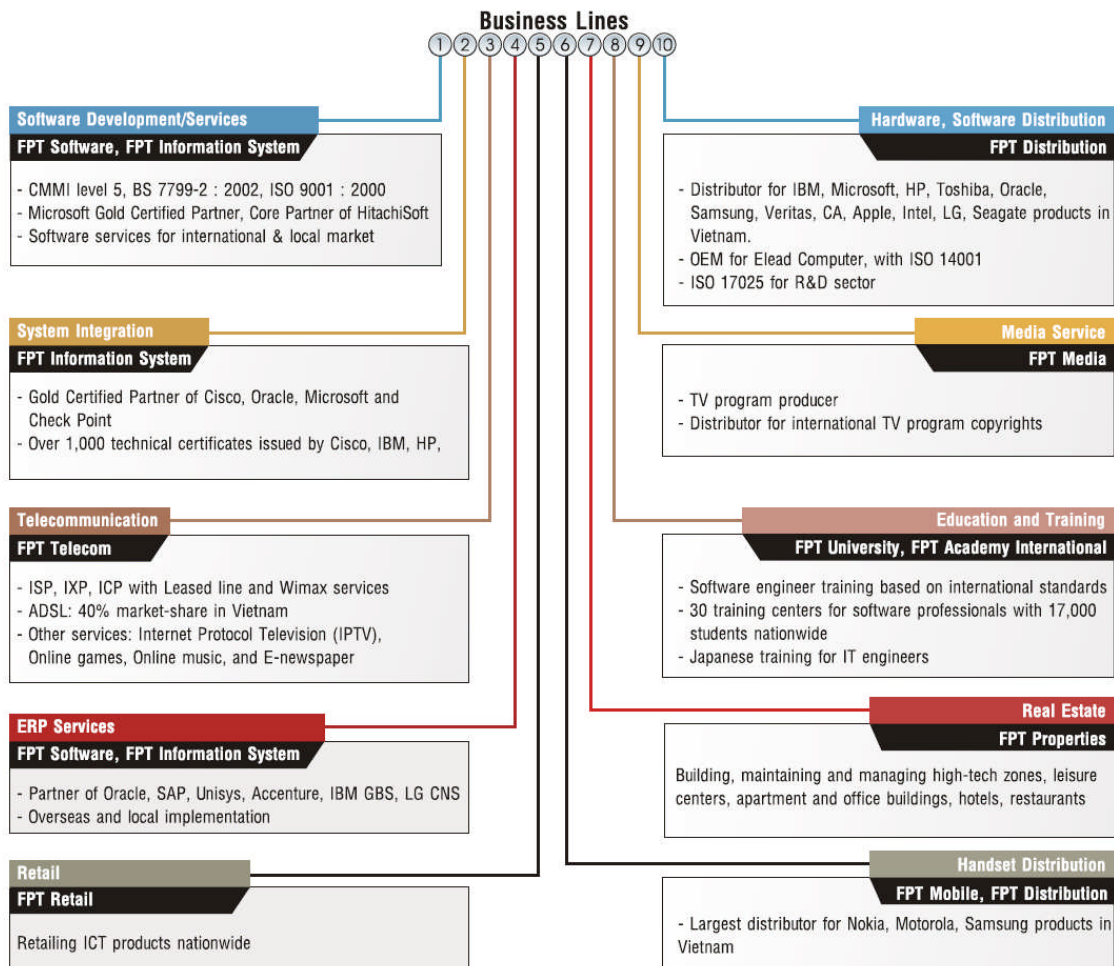 Business Lines
1 2 3 4 5 6 7 8 9 10
Software Development/Services
FPT Software, FPT Information System
- CMMI level 5, BS 7799-2 : 2002, ISO 9001 : 2000
- Microsoft Gold Certified Partner, Core Partner of HitachiSoft
- Software services for international & local market
System Integration
FPT Information System
- Gold Certified Partner of Cisco, Oracle, Microsoft and
Check Point
- Over 1,000 technical certificates issued by Cisco, IBM, HP,
Telecommunication
FPT Telecom
- ISP, IXP, ICP with Leased line and Wimax services
- ADSL: 40% market-share in Vietnam
- Other services: Internet Protocol Television (IPTV),
Online games, Online music, and E-newspaper
ERP Services
FPT Software, FPT Information System
- Partner of Oracle, SAP, Unisys, Accenture, IBM GBS, LG CNS
- Overseas and local implementation
Retail
FPT Retail
Retailing ICT products nationwide
Hardware, Software Distribution
FPT Distribution
- Distributor for IBM, Microsoft, HP, Toshiba, Oracle,
Samsung, Veritas, CA, Apple, Intel, LG, Seagate products in
Vietnam.
- OEM for Elead Computer, with ISO 14001
- ISO 17025 for R&D sector
Media Service
FPT Media
- TV program producer
- Distributor for international TV program copyrights
Education and Training
FPT University, FPT Academy International
- Software engineer training based on international standards
- 30 training centers for software professionals with 17,000
students nationwide
- Japanese training for IT engineers
Real Estate
FPT Properties
Building, maintaining and managing high-tech zones, leisure
centers, apartment and office buildings, hotels, restaurants
Handset Distribution
FPT Mobile, FPT Distribution
- Largest distributor for Nokia, Motorola, Samsung products in
Vietnam